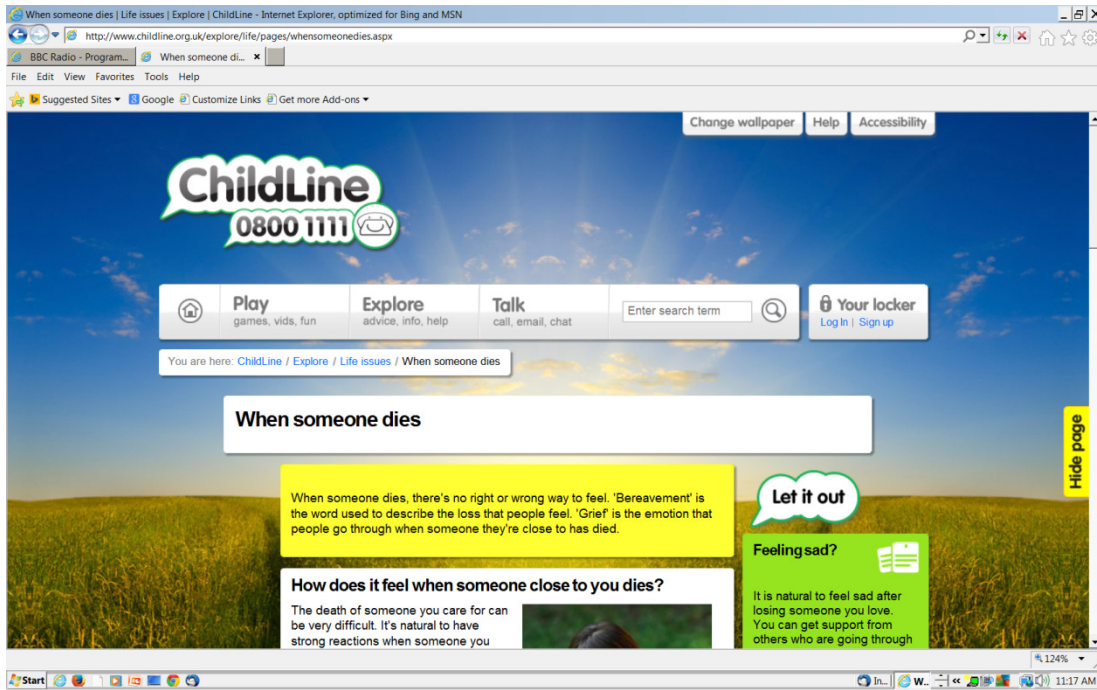 When someone dies | Life issues | Explore | ChildLine - Internet Explorer, optimized for Bing and MSN
http://www.childline.org.uk/explore/life/pages/whensomeonedies.aspx
BBC Radio - Program... When someone di...
File Edit View Favorites Tools Help
Suggested Sites Google Customize Links Get more Add-ons
Change wallpaper Help Accessibility
ChildLine
0800 1111
Play Explore Talk Enter search term Your locker
games, vids, fun advice, info, help call, email, chat Log In | Sign up
You are here: ChildLine / Explore / Life issues / When someone dies
When someone dies
Hide page
When someone dies, there's no right or wrong way to feel. 'Bereavement' is
the word used to describe the loss that people feel. 'Grief' is the emotion that
people go through when someone they're close to has died.
How does it feel when someone close to you dies?
The death of someone you care for can
be very difficult. It's natural to have
strong reactions when someone you
Let it out
Feeling sad?
It is natural to feel sad after
losing someone you love.
You can get support from
others who are going through
124%
Start In... W... 11:17 AM